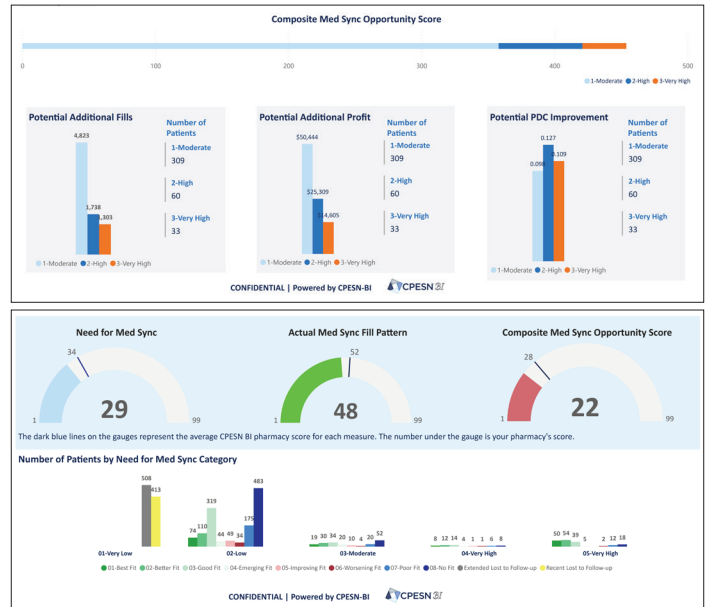 Composite Med Sync Opportunity Score
0 100 200 300 400 500
1-Moderate 2-High 3-Very High
Potential Additional Fills
Number of Patients
4,823
1-Moderate
309
2-High
60
1,738
3-Very High
,303
33
1-Moderate 2-High 3-Very High
Potential Additional Profit
Number of Patients
$50,444
1-Moderate
309
2-High
60
$25,309
3-Very High
$14,605
33
1-Moderate 2-High 3-Very High
Potential PDC Improvement
Number of Patients
0.127
1-Moderate
0.109
309
0.098
2-High
60
3-Very High
33
1-Moderate 2-High 3-Very High
CONFIDENTIAL | Powered by CPESN-BI CPESN BI
Need for Med Sync
34
1 29 99
Actual Med Sync Fill Pattern
52
1 48 99
Composite Med Sync Opportunity Score
28
1 22 99
The dark blue lines on the gauges represent the average CPESN BI pharmacy score for each measure. The number under the gauge is your pharmacy's score.
Number of Patients by Need for Med Sync Category
508 413
74 110 319 44 49 34 175 483
19 30 34 20 10 4 20 52
8 12 14 4 1 1 6 8
50 54 39 5 2 12 18
01-Very Low 02-Low 03-Moderate 04-Very High 05-Very High
01-Best Fit 02-Better Fit 03-Good Fit 04-Emerging Fit 05-Improving Fit 06-Worsening Fit 07-Poor Fit 08-No Fit Extended Lost to Follow-up Recent Lost to Follow-up
CONFIDENTIAL | Powered by CPESN-BI CPESN BI